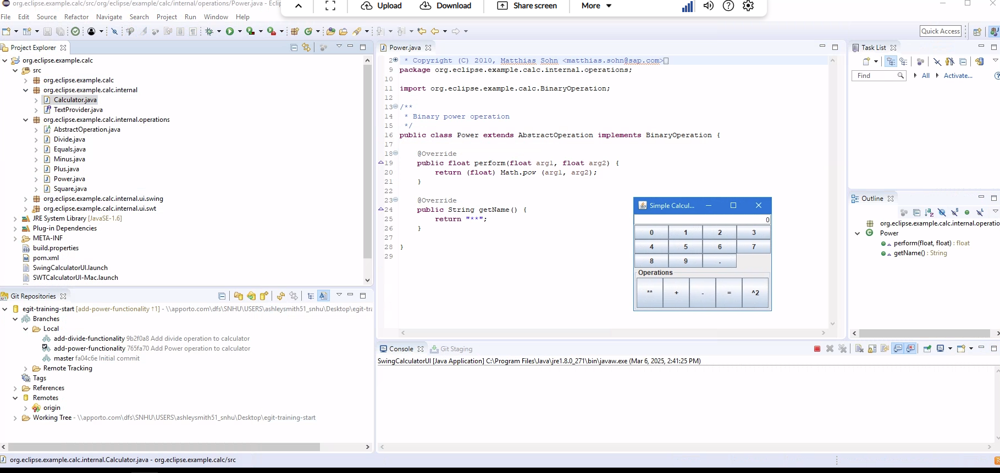 org.eclipse.example.calc/src/org/eclipse/example/calc/internal/operations/Power.java - Eclip
Upload
Download
Share screen
More
File Edit Source Refactor Navigate Search Project Run Window Help
Quick Access
Project Explorer
org.eclipse.example.calc
src
org.eclipse.example.calc
org.eclipse.example.calc.internal
Calculator.java
TextProvider.java
org.eclipse.example.calc.internal.operations
AbstractOperation.java
Divide.java
Equals.java
Minus.java
Plus.java
Power.java
Square.java
org.eclipse.example.calc.internal.ui.swing
org.eclipse.example.calc.internal.ui.swt
JRE System Library [JavaSE-1.6]
Plug-in Dependencies
META-INF
build.properties
pom.xml
SwingCalculatorUI.launch
SWTCalculatorUI-Mac.launch
Git Repositories
egit-training-start [add-power-functionality ↑1] - \\apporto.com\dfs\SNHU\USERS\ashleysmith51_snhu\Desktop\egit-tra
Branches
Local
add-divide-functionality 9b2f0a8 Add divide operation to calculator
add-power-functionality 765fa70 Add Power operation to calculator
master fa04c6e Initial commit
Remote Tracking
Tags
References
Remotes
origin
Working Tree - \\apporto.com\dfs\SNHU\USERS\ashleysmith51_snhu\Desktop\egit-training-start
org.eclipse.example.calc.internal.Calculator.java - org.eclipse.example.calc/src
Power.java
2 * Copyright (C) 2010, Matthias Sohn <matthias.sohn@sap.com>
9 package org.eclipse.example.calc.internal.operations;
10
11 import org.eclipse.example.calc.BinaryOperation;
12
13 /**
14 * Binary power operation
15 */
16 public class Power extends AbstractOperation implements BinaryOperation {
17
18 @Override
19 public float perform(float arg1, float arg2) {
20 return (float) Math.pow (arg1, arg2);
21 }
22
23 @Override
24 public String getName() {
25 return "**";
26 }
27
28 }
29
Simple Calcul...
0
0 1 2 3
4 5 6 7
8 9 .
Operations
** + - = ^2
Console
Git Staging
SwingCalculatorUI [Java Application] C:\Program Files\Java\jre1.8.0_271\bin\javaw.exe (Mar 6, 2025, 2:41:25 PM)
Task List
Find
All
Activate...
Outline
org.eclipse.example.calc.internal.operatio
Power
perform(float, float) : float
getName() : String